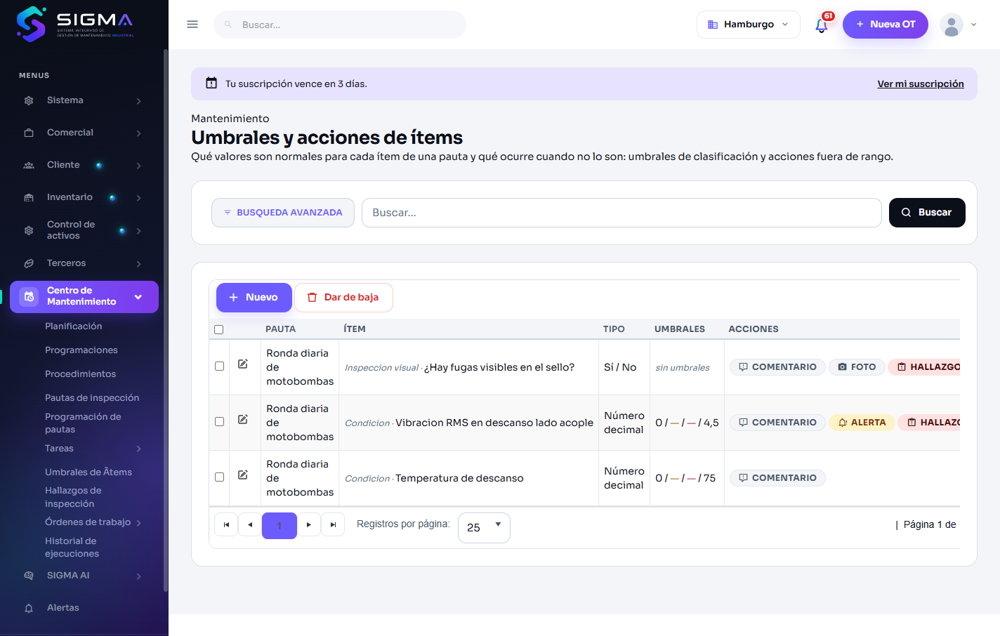 SIGMA
SISTEMA INTEGRADO DE
GESTIÓN DE MANTENIMIENTO INDUSTRIAL
Buscar...
Hamburgo
61
+ Nueva OT
MENUS
Sistema
Comercial
Cliente
Inventario
Control de
activos
Terceros
Centro de
Mantenimiento
Planificación
Programaciones
Procedimientos
Pautas de inspección
Programación de
pautas
Tareas
Umbrales de Ãtems
Hallazgos de
inspección
Órdenes de trabajo
Historial de
ejecuciones
SIGMA AI
Alertas
Tu suscripción vence en 3 días.
Ver mi suscripción
Mantenimiento
Umbrales y acciones de ítems
Qué valores son normales para cada ítem de una pauta y qué ocurre cuando no lo son: umbrales de clasificación y acciones fuera de rango.
BUSQUEDA AVANZADA
Buscar...
Buscar
+ Nuevo
Dar de baja
PAUTA ÍTEM TIPO UMBRALES ACCIONES
Ronda diaria
de
motobombas
Inspeccion visual · ¿Hay fugas visibles en el sello?
Sí / No
sin umbrales
COMENTARIO FOTO HALLAZGO
Ronda diaria
de
motobombas
Condicion · Vibracion RMS en descanso lado acople
Número
decimal
0 / — / — / 4,5
COMENTARIO ALERTA HALLAZG
Ronda diaria
de
motobombas
Condicion · Temperatura de descanso
Número
decimal
0 / — / — / 75
COMENTARIO
1
Registros por página:
25
| Página 1 de